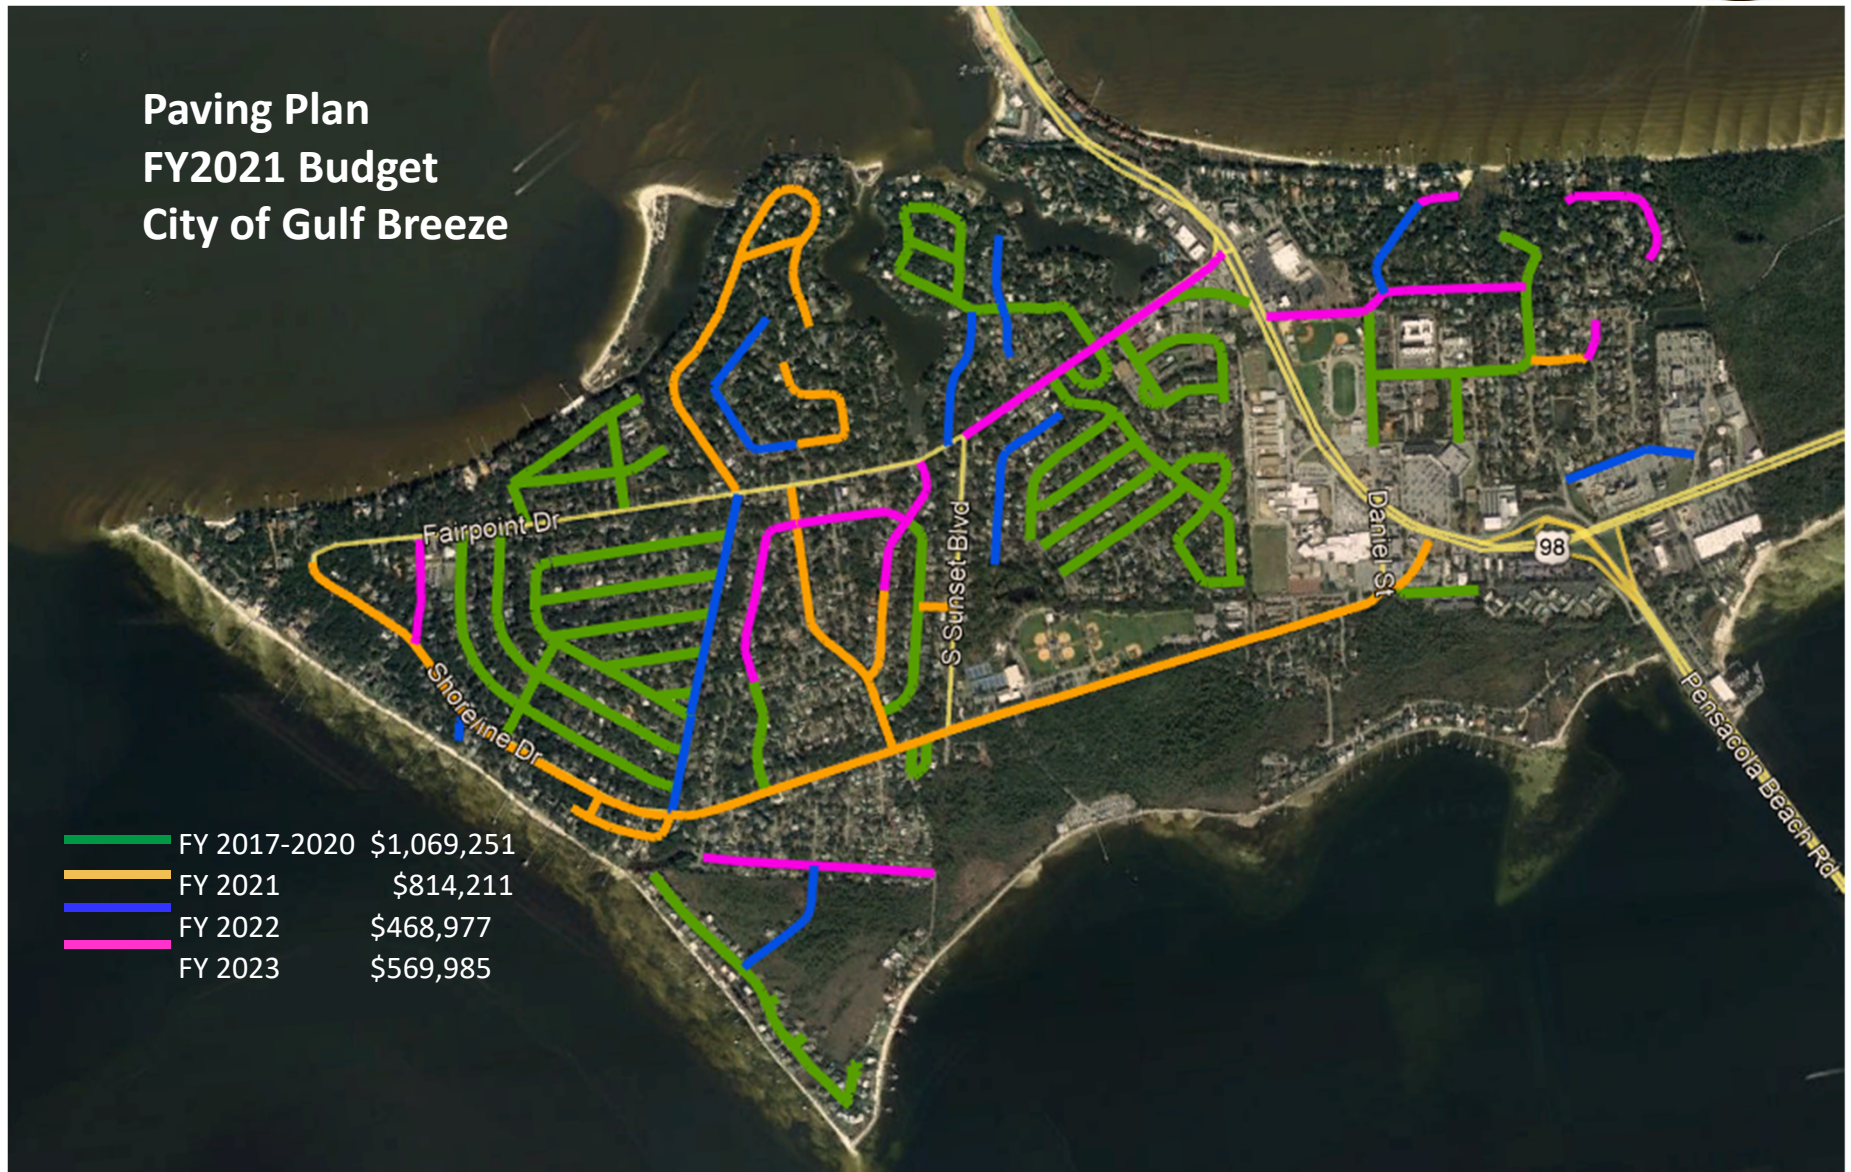 Paving Plan
FY2021 Budget
City of Gulf Breeze
Fairpoint Dr
S Sunset Blvd
Daniel St
98
Shoreline Dr
Pensacola Beach Rd
FY 2017-2020 $1,069,251
FY 2021 $814,211
FY 2022 $468,977
FY 2023 $569,985